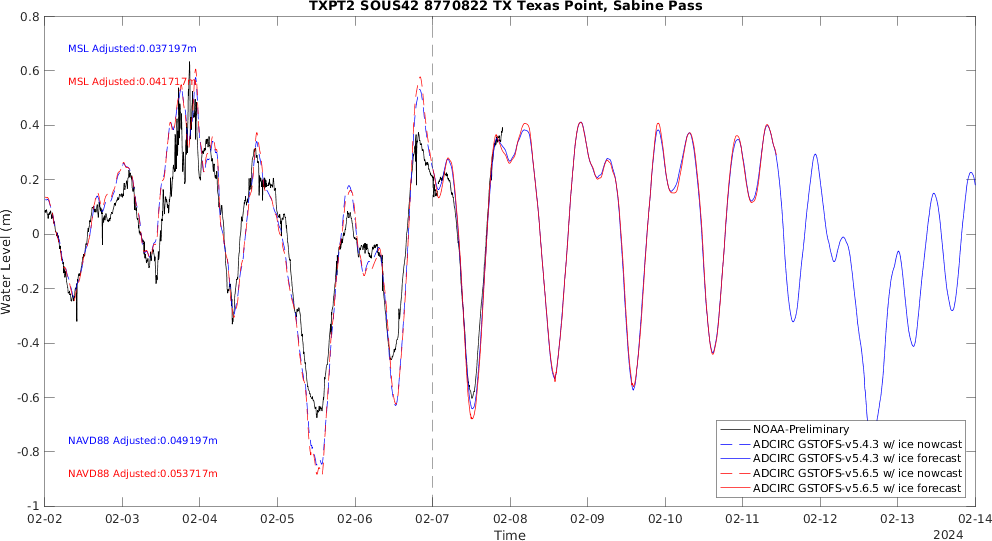 TXPT2 SOUS42 8770822 TX Texas Point, Sabine Pass
0.8
0.6
0.4
0.2
0
-0.2
-0.4
-0.6
-0.8
-1
Water Level (m)
MSL Adjusted:0.037197m
MSL Adjusted:0.041717m
NAVD88 Adjusted:0.049197m
NAVD88 Adjusted:0.053717m
NOAA-Preliminary
ADCIRC GSTOFS-v5.4.3 w/ ice nowcast
ADCIRC GSTOFS-v5.4.3 w/ ice forecast
ADCIRC GSTOFS-v5.6.5 w/ ice nowcast
ADCIRC GSTOFS-v5.6.5 w/ ice forecast
02-02 02-03 02-04 02-05 02-06 02-07 02-08 02-09 02-10 02-11 02-12 02-13 02-14
Time
2024